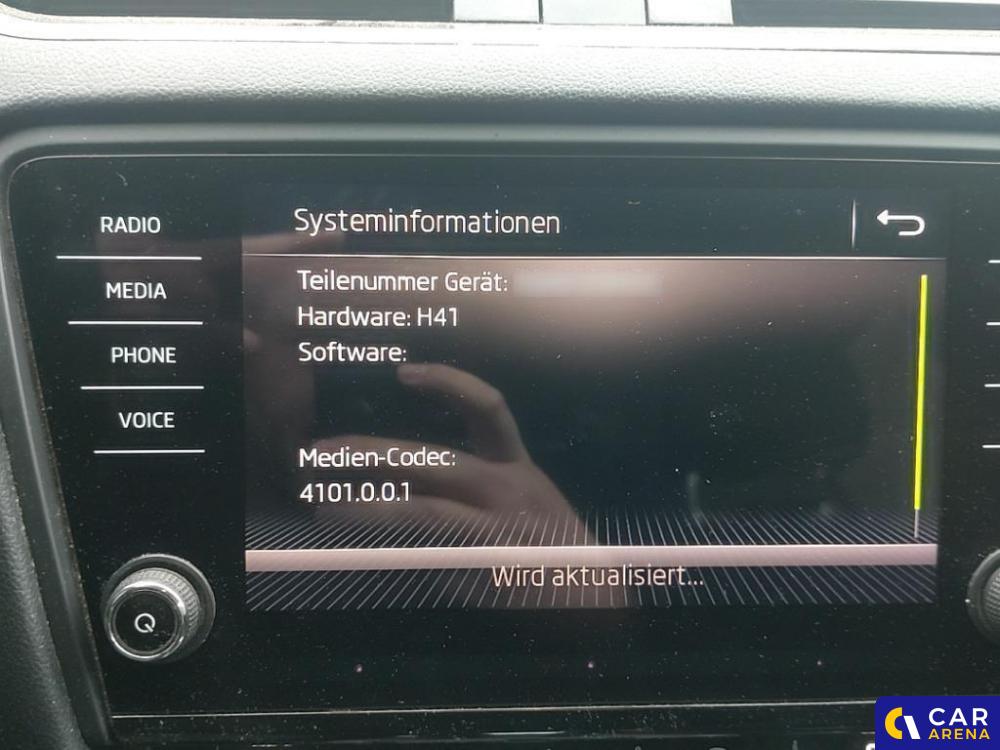 RADIO
MEDIA
PHONE
VOICE
Systeminformationen
Teilenummer Gerät:
Hardware: H41
Software:
Medien-Codec:
4101.0.0.1
Wird aktualisiert...
CAR
ARENA